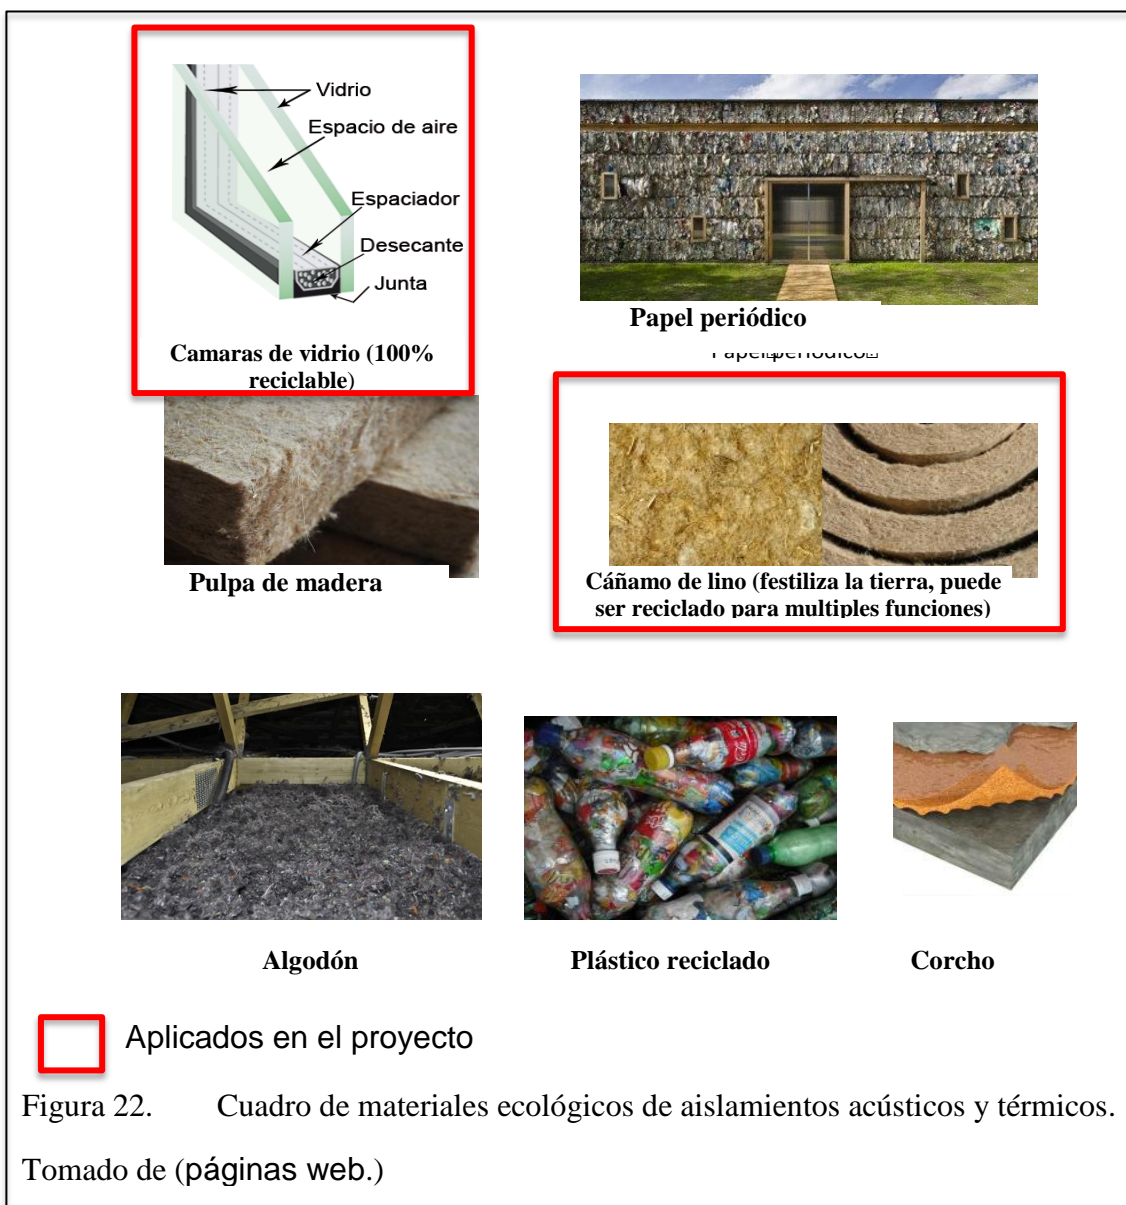 Vidrio
Espacio de aire
Espaciador
Desecante
Junta
Camaras de vidrio (100%
reciclable)
Papel periódico
Papel periódico
Pulpa de madera
Cáñamo de lino (festiliza la tierra, puede
ser reciclado para multiples funciones)
Algodón
Plástico reciclado
Corcho
Aplicados en el proyecto
Figura 22. Cuadro de materiales ecológicos de aislamientos acústicos y térmicos.
Tomado de (páginas web.)